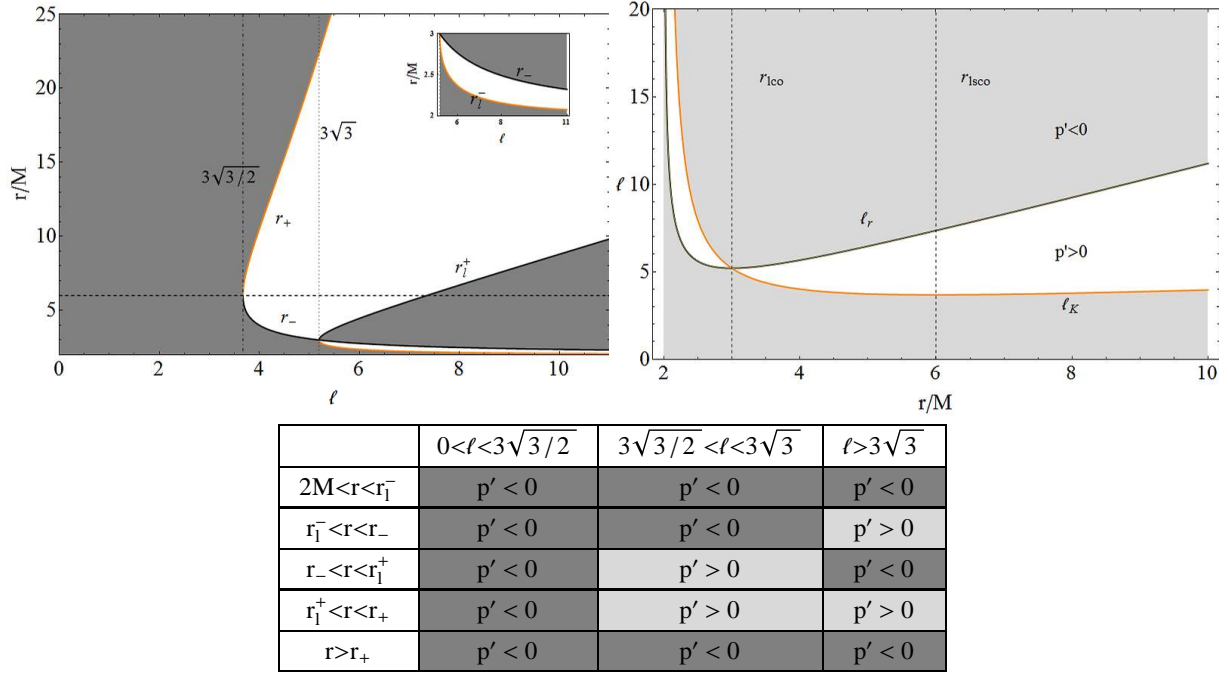 25
20
15
10
5
r/M
0
2
4
6
8
10
ℓ
3√3/2
3√3
r₊
r₋
r_l⁺
3
2.5
2
r/M
r₋
r_l⁻
6
8
11
ℓ
20
15
10
5
0
ℓ
2
4
6
8
10
r/M
r_lco
r_lsco
p'<0
p'>0
ℓ_r
ℓ_K
0<ℓ<3√3/2 3√3/2<ℓ<3√3 ℓ>3√3
2M<r<r_l⁻ p′ < 0 p′ < 0 p′ < 0
r_l⁻<r<r₋ p′ < 0 p′ < 0 p′ > 0
r₋<r<r_l⁺ p′ < 0 p′ > 0 p′ < 0
r_l⁺<r<r₊ p′ < 0 p′ > 0 p′ > 0
r>r₊ p′ < 0 p′ < 0 p′ < 0